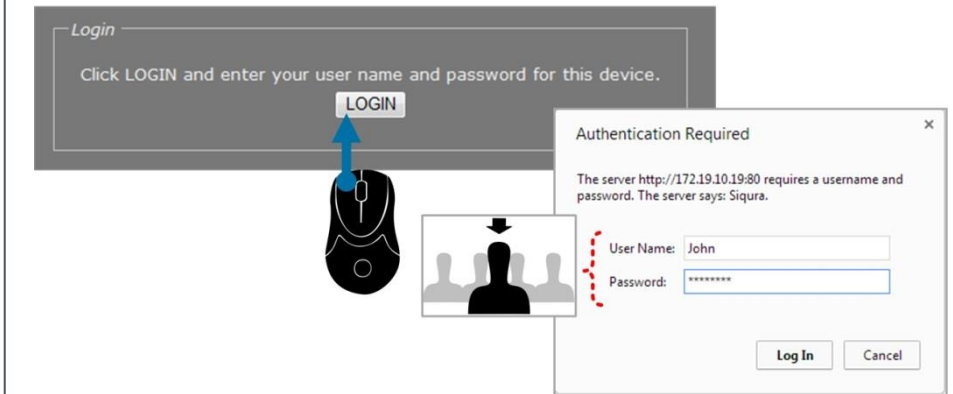 Login
Click LOGIN and enter your user name and password for this device.
LOGIN
Authentication Required
×
The server http://172.19.10.19:80 requires a username and
password. The server says: Siqura.
User Name: John
Password: ********
Log In Cancel